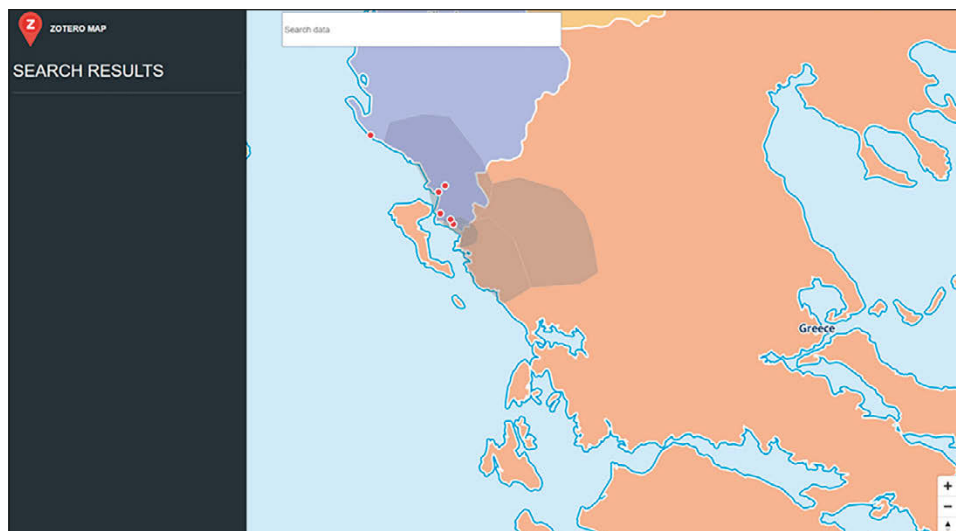 Z
ZOTERO MAP
SEARCH RESULTS
Search data
Greece
+
−